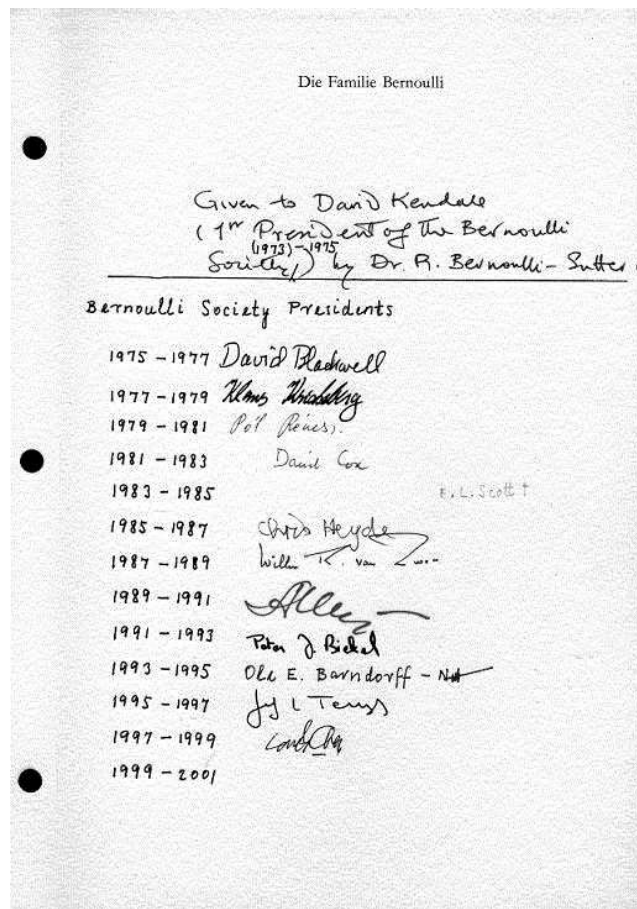 Die Familie Bernoulli
Given to David Kendall
(1st President of the Bernoulli
(1973)-1975
Society) by Dr. R. Bernoulli-Sutter
Bernoulli Society Presidents
1975-1977 David Blackwell
1977-1979 Klaus
1979-1981 Pál
1981-1983 David Cox
1983-1985 E.L. Scott †
1985-1987 Chris Heyde
1987-1989 Willem R. van
1989-1991
1991-1993 Peter J. Bickel
1993-1995 Ole E. Barndorff-
1995-1997
1997-1999
1999-2001